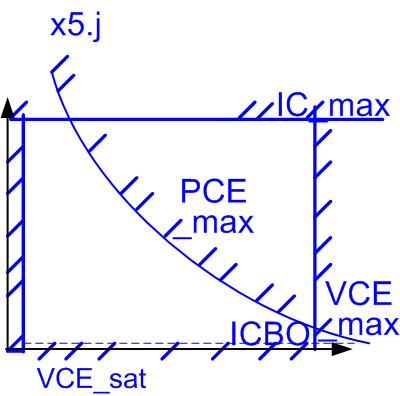 x5.j
IC_max
PCE
_max
VCE
_max
ICBO
VCE_sat